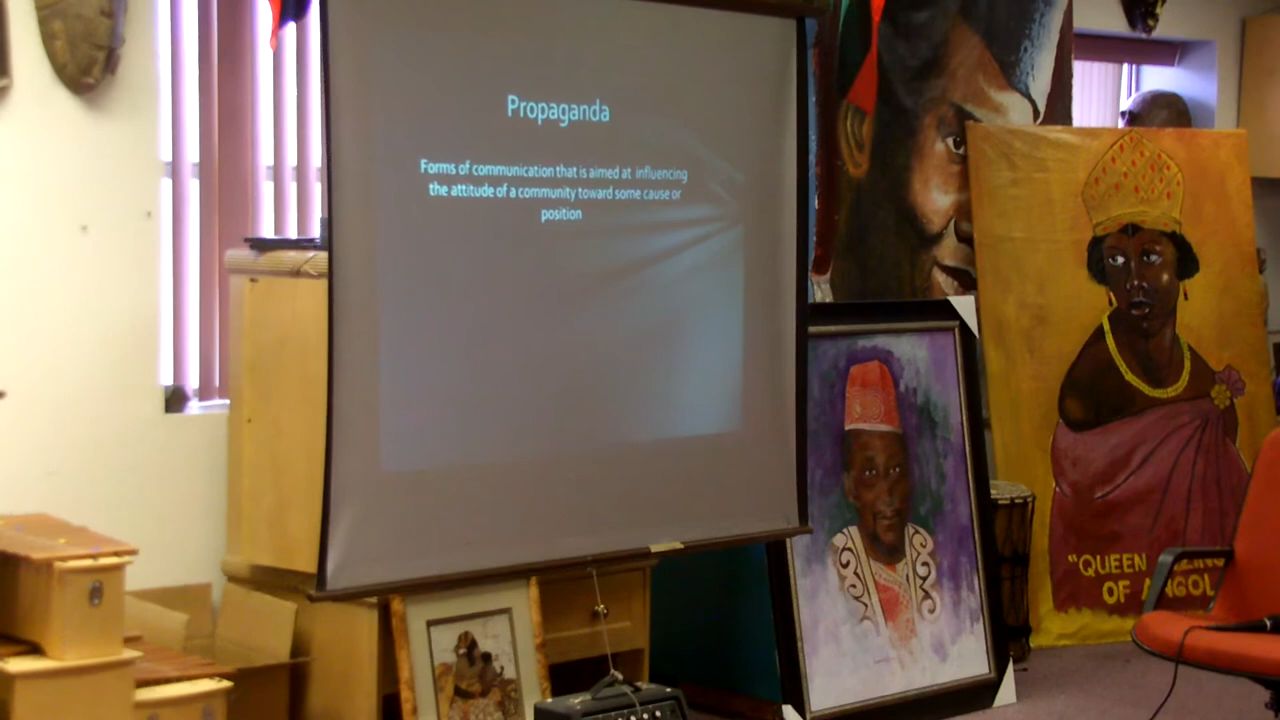 Propaganda
Forms of communication that is aimed at influencing
the attitude of a community toward some cause or
position
"QUEEN
OF